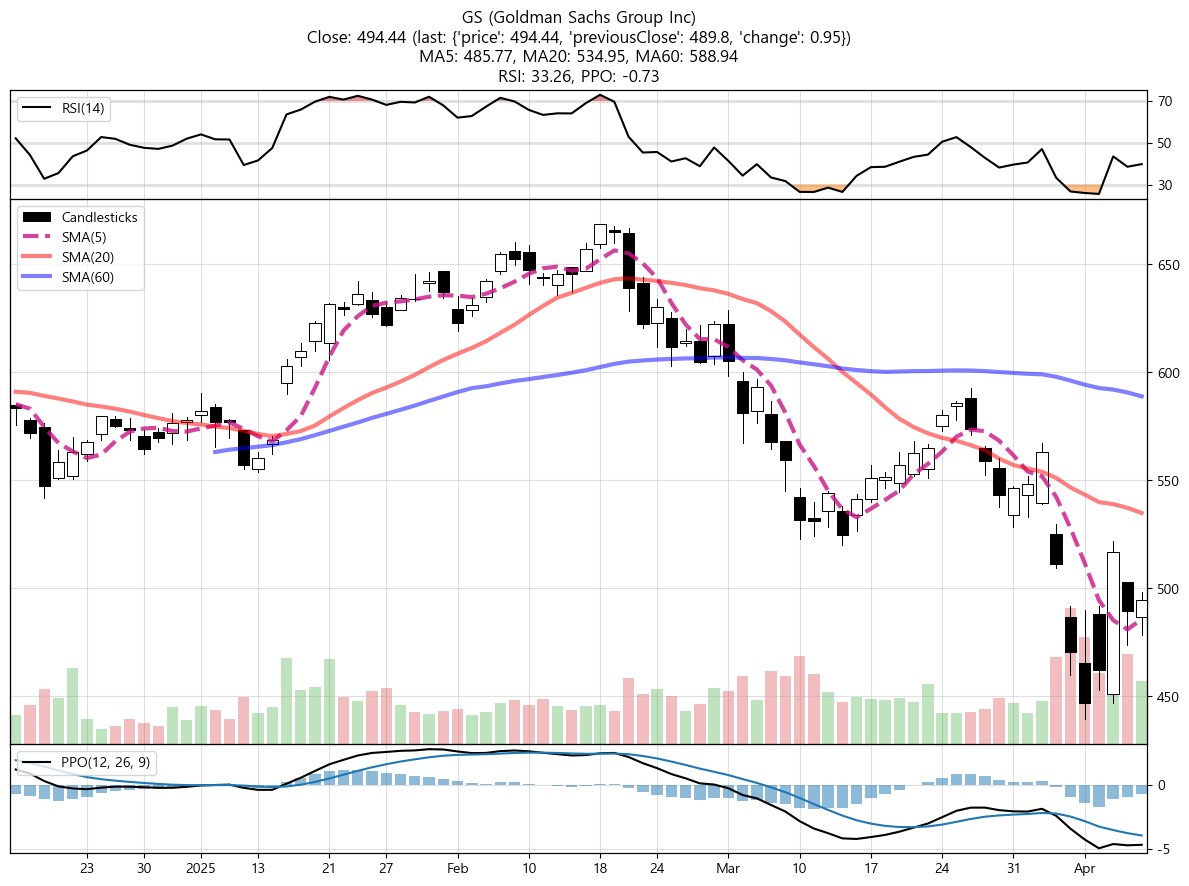 GS (Goldman Sachs Group Inc)
Close: 494.44 (last: {'price': 494.44, 'previousClose': 489.8, 'change': 0.95})
MA5: 485.77, MA20: 534.95, MA60: 588.94
RSI: 33.26, PPO: -0.73
RSI(14)
70
50
30
Candlesticks
SMA(5)
SMA(20)
SMA(60)
650
600
550
500
450
PPO(12, 26, 9)
0
-5
23 30 2025 13 21 27 Feb 10 18 24 Mar 10 17 24 31 Apr